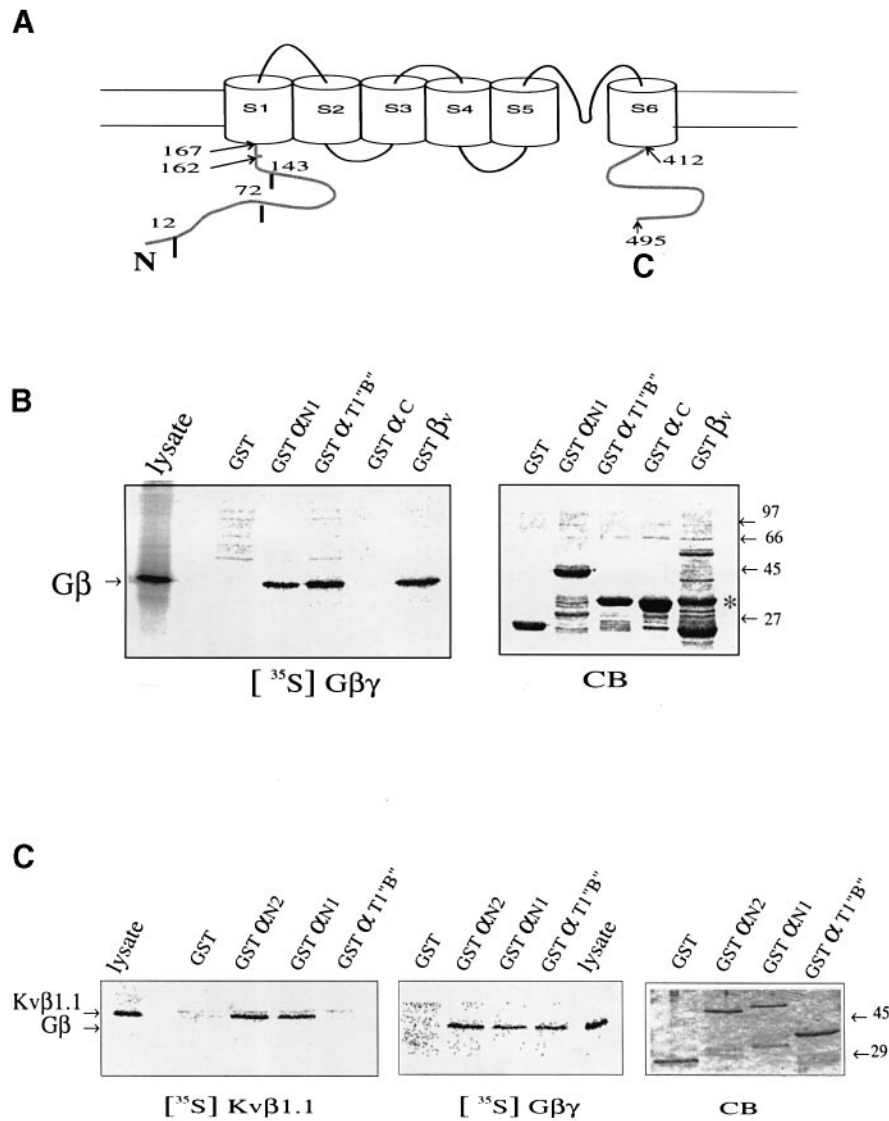 A
S1 S2 S3 S4 S5 S6
167
162
143
72
12
N
412
495
C
B
lysate GST GST αN1 GST αT1"B" GST αC GST βv
Gβ →
[ ³⁵S] Gβγ
GST GST αN1 GST αT1"B" GST αC GST βv
← 97
← 66
← 45
*
← 27
CB
C
lysate GST GST αN2 GST αN1 GST αT1"B"
Kvβ1.1 →
Gβ →
[³⁵S] Kvβ1.1
GST GST αN2 GST αN1 GST αT1"B" lysate
[ ³⁵S] Gβγ
GST GST αN2 GST αN1 GST αT1"B"
← 45
←29
CB